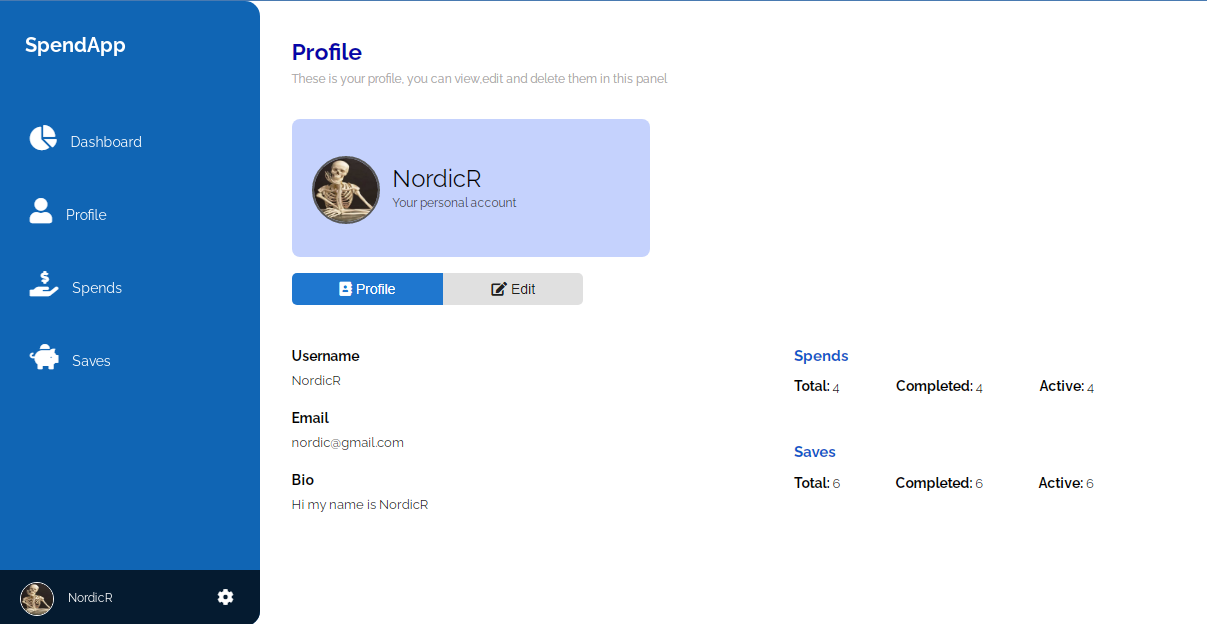 SpendApp
Dashboard
Profile
Spends
Saves
NordicR
Profile
These is your profile, you can view,edit and delete them in this panel
NordicR
Your personal account
Profile
Edit
Username
NordicR
Email
nordic@gmail.com
Bio
Hi my name is NordicR
Spends
Total: 4 Completed: 4 Active: 4
Saves
Total: 6 Completed: 6 Active: 6